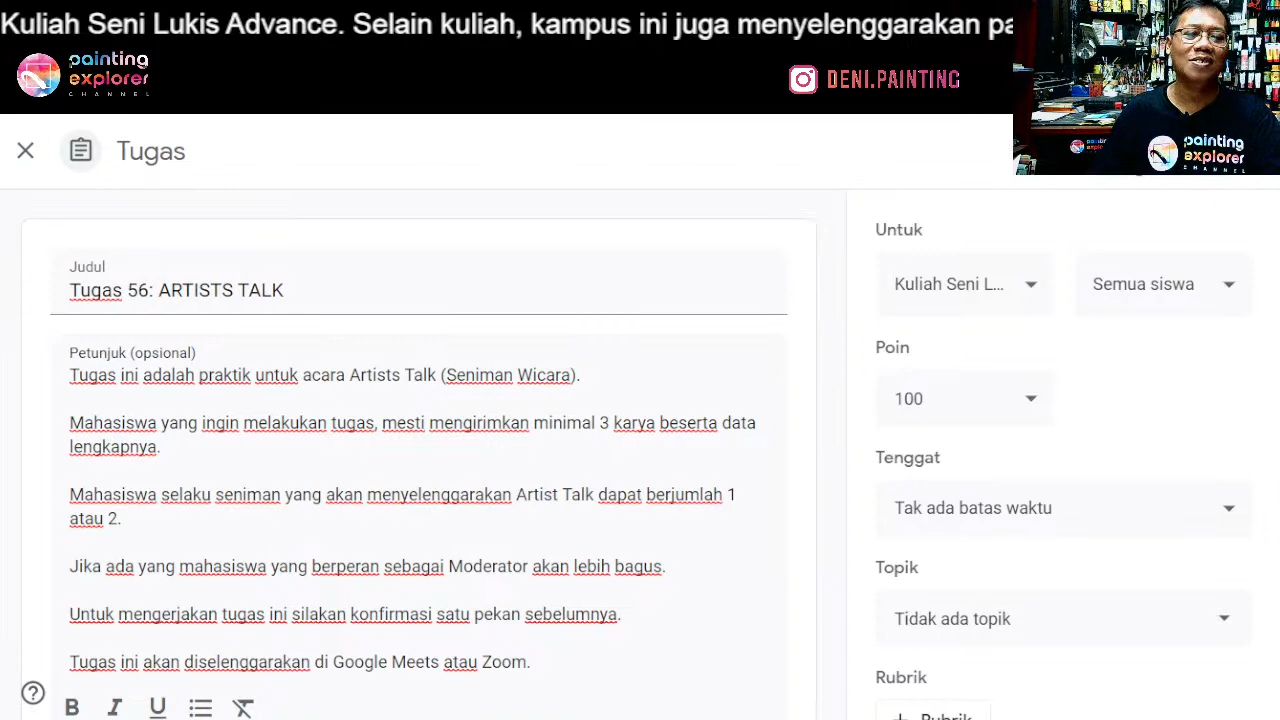 Kuliah Seni Lukis Advance. Selain kuliah, kampus ini juga menyelenggarakan pa
painting
explorer
CHANNEL
DENI.PAINTING
painting
explorer
CHANNEL
Tugas
Untuk
Judul
Tugas 56: ARTISTS TALK
Kuliah Seni L...
Semua siswa
Petunjuk (opsional)
Tugas ini adalah praktik untuk acara Artists Talk (Seniman Wicara).
Mahasiswa yang ingin melakukan tugas, mesti mengirimkan minimal 3 karya beserta data
lengkapnya.
Mahasiswa selaku seniman yang akan menyelenggarakan Artist Talk dapat berjumlah 1
atau 2.
Jika ada yang mahasiswa yang berperan sebagai Moderator akan lebih bagus.
Untuk mengerjakan tugas ini silakan konfirmasi satu pekan sebelumnya.
Tugas ini akan diselenggarakan di Google Meets atau Zoom.
B I U
Poin
100
Tenggat
Tak ada batas waktu
Topik
Tidak ada topik
Rubrik
+ Rubrik